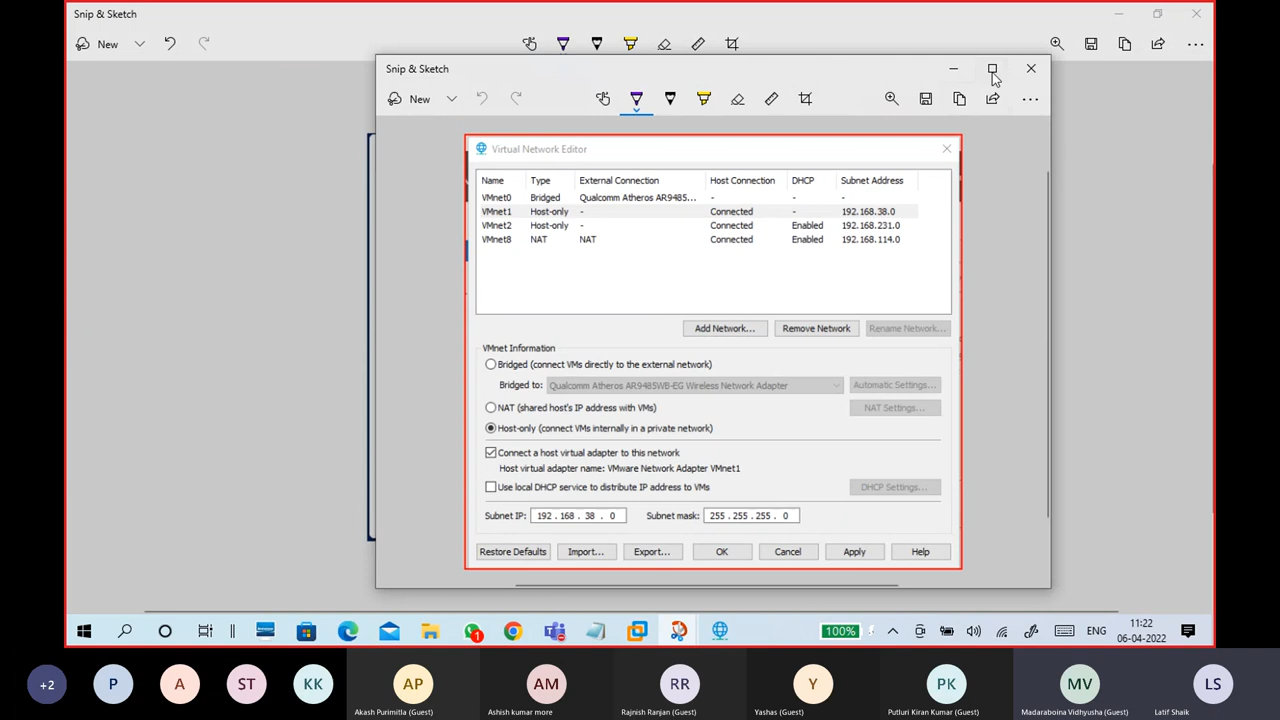 Snip & Sketch
New
Snip & Sketch
New
Virtual Network Editor
Name Type External Connection Host Connection DHCP Subnet Address
VMnet0 Bridged Qualcomm Atheros AR9485... - - -
VMnet1 Host-only - Connected - 192.168.38.0
VMnet2 Host-only - Connected Enabled 192.168.231.0
VMnet8 NAT NAT Connected Enabled 192.168.114.0
Add Network... Remove Network Rename Network...
VMnet Information
Bridged (connect VMs directly to the external network)
Bridged to: Qualcomm Atheros AR9485WB-EG Wireless Network Adapter Automatic Settings...
NAT (shared host's IP address with VMs) NAT Settings...
Host-only (connect VMs internally in a private network)
Connect a host virtual adapter to this network
Host virtual adapter name: VMware Network Adapter VMnet1
Use local DHCP service to distribute IP address to VMs DHCP Settings...
Subnet IP: 192 . 168 . 38 . 0 Subnet mask: 255 . 255 . 255 . 0
Restore Defaults Import... Export... OK Cancel Apply Help
1 100% ENG 11:22
06-04-2022
+2 P A ST KK AP AM RR Y PK MV LS
Akash Purimitla (Guest) Ashish kumar more Rajnish Ranjan (Guest) Yashas (Guest) Putluri Kiran Kumar (Guest) Madaraboina Vidhyusha (Guest) Latif Shaik